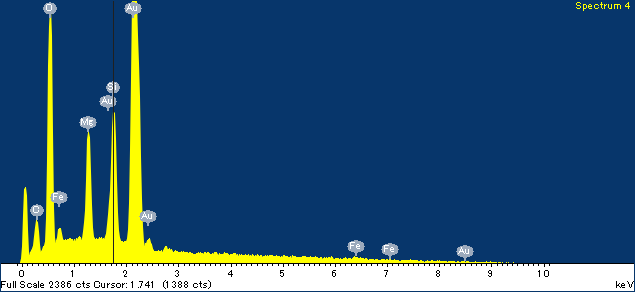 Spectrum 4
O
Au
Si
Au
Mg
Fe
Au
O
Fe
Fe
Au
0 1 2 3 4 5 6 7 8 9 10
Full Scale 2386 cts Cursor: 1.741 (1388 cts) keV